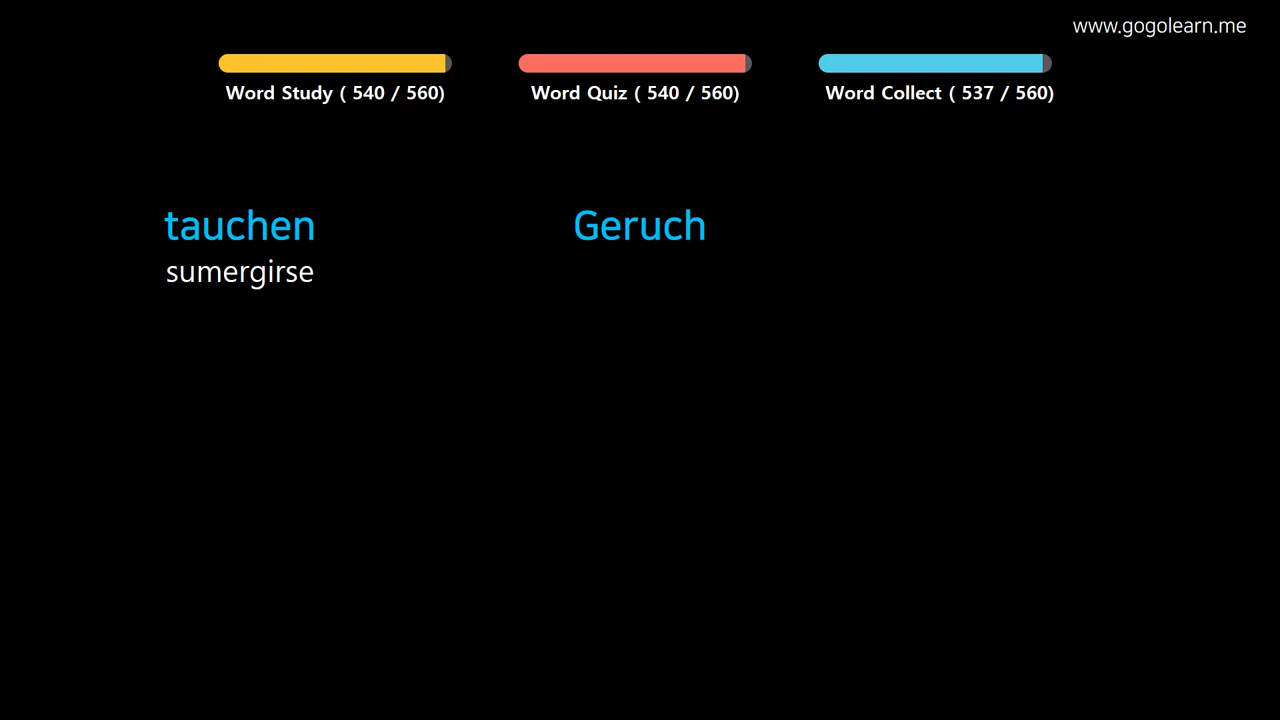 www.gogolearn.me
Word Study ( 540 / 560)
Word Quiz ( 540 / 560)
Word Collect ( 537 / 560)
tauchen
sumergirse
Geruch